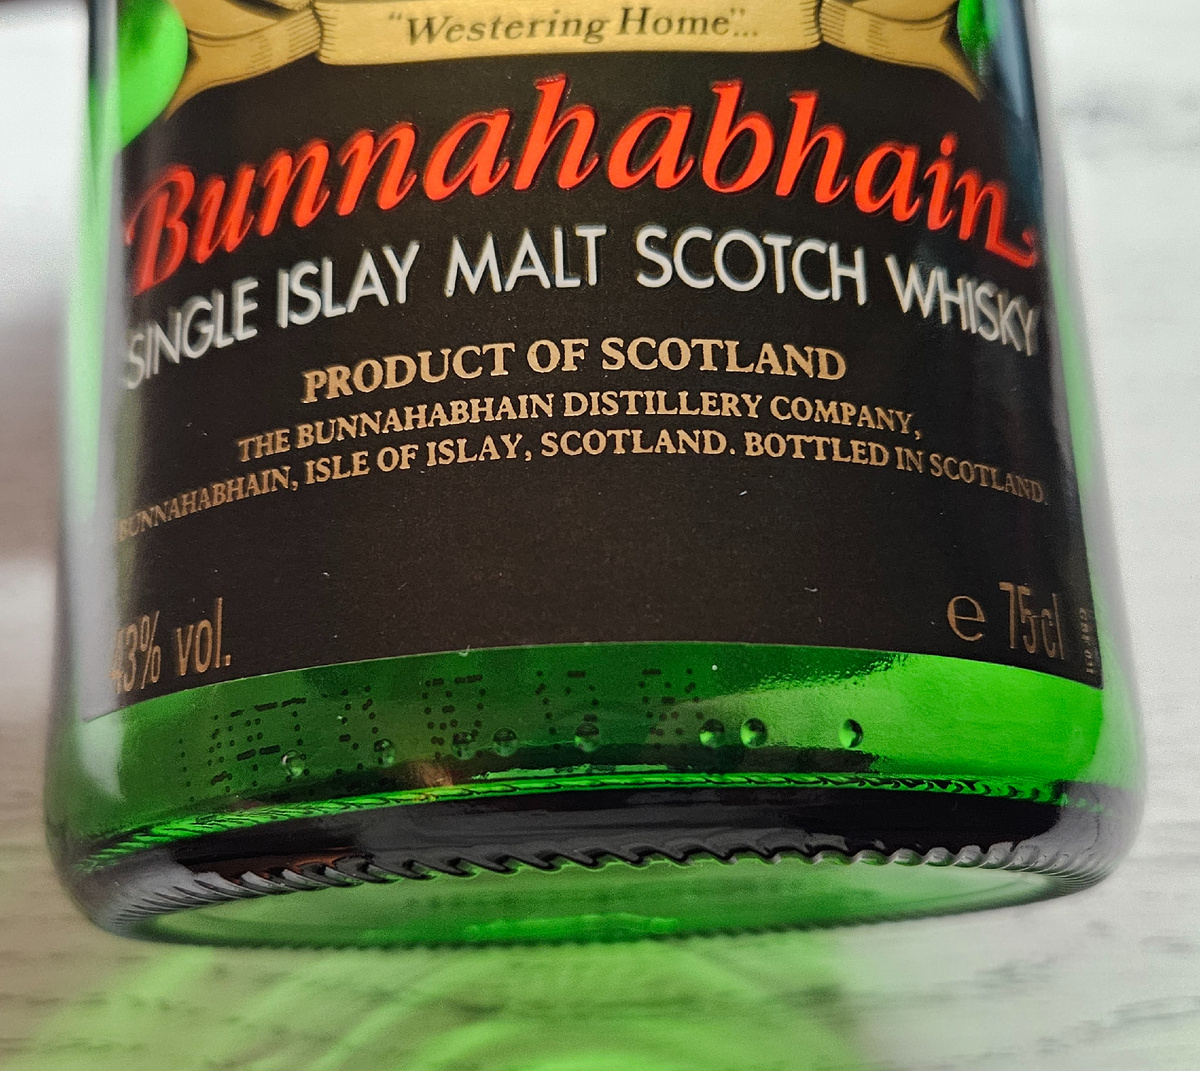 "Westering Home"...
Bunnahabhain
SINGLE ISLAY MALT SCOTCH WHISKY
PRODUCT OF SCOTLAND
THE BUNNAHABHAIN DISTILLERY COMPANY,
BUNNAHABHAIN, ISLE OF ISLAY, SCOTLAND. BOTTLED IN SCOTLAND.
43% vol.
e 75cl